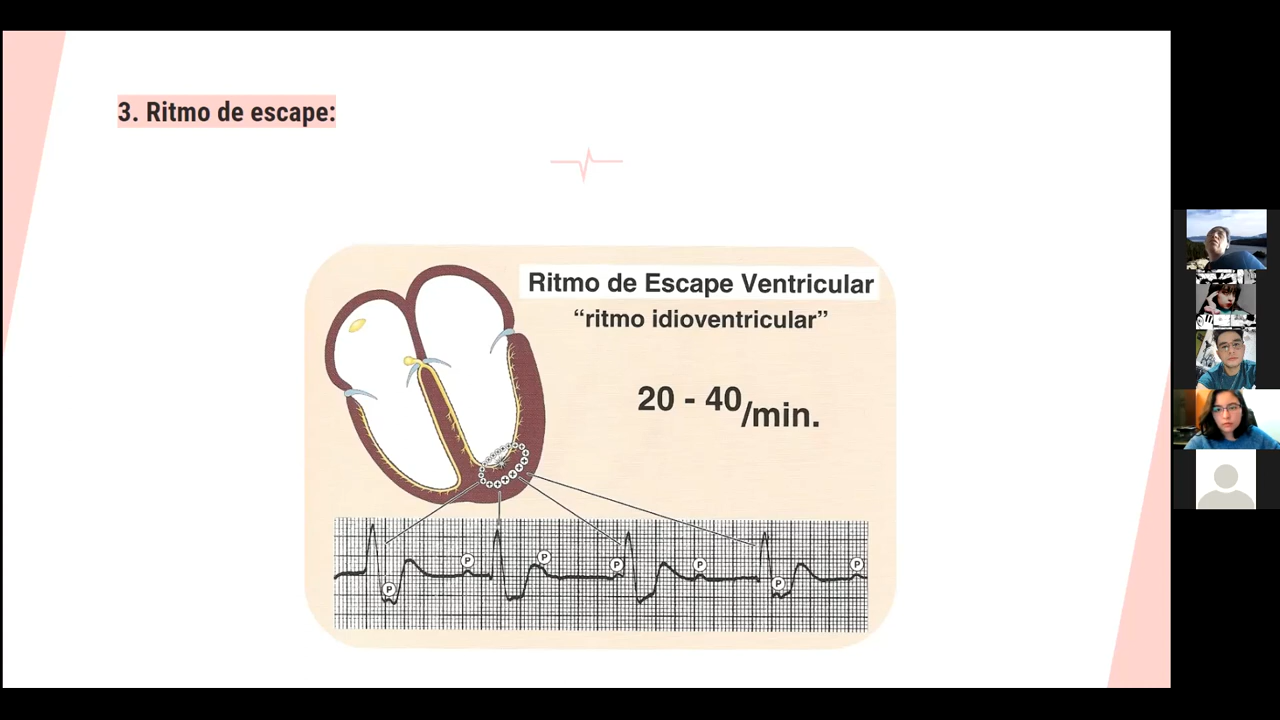 3. Ritmo de escape:
Ritmo de Escape Ventricular
“ritmo idioventricular”
20 - 40/min.
P
P
P
P
P
P
P